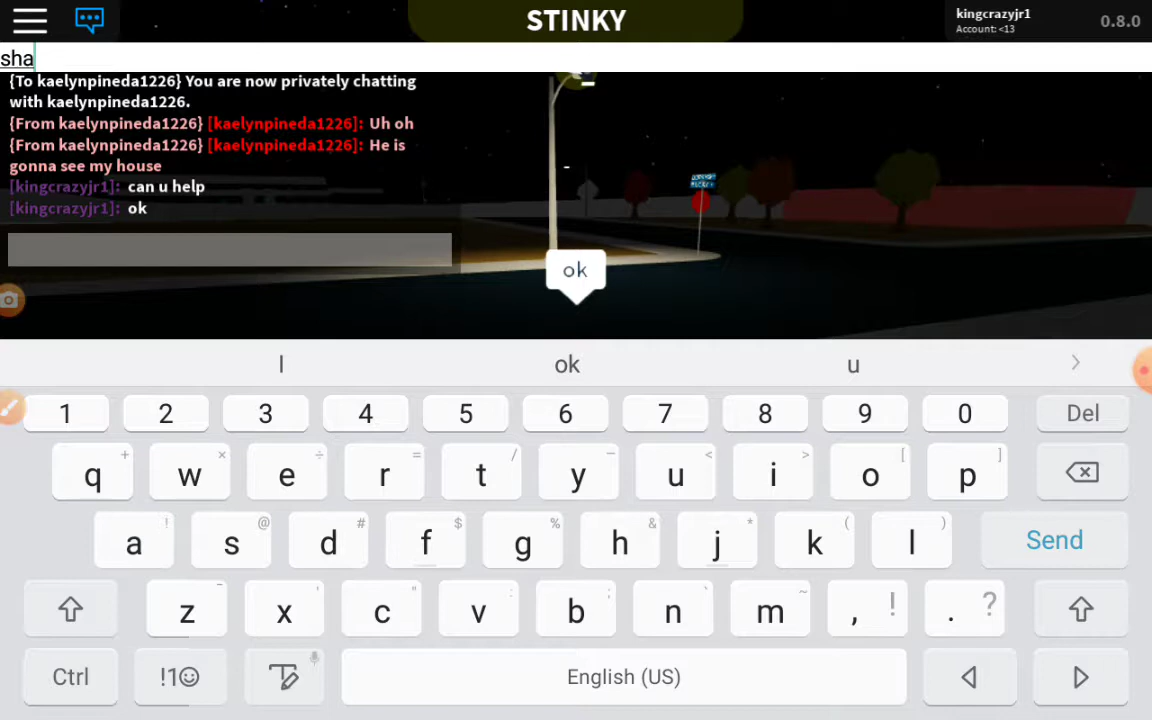 STINKY
kingcrazyjr1
Account: <13
0.8.0
sha
{To kaelynpineda1226} You are now privately chatting
with kaelynpineda1226.
{From kaelynpineda1226} [kaelynpineda1226]: Uh oh
{From kaelynpineda1226} [kaelynpineda1226]: He is
gonna see my house
[kingcrazyjr1]: can u help
[kingcrazyjr1]: ok
ok
I ok u >
1 2 3 4 5 6 7 8 9 0 Del
+ × ÷ = / − < > [ ]
q w e r t y u i o p
! @ # $ % & * ( )
a s d f g h j k l Send
- ' " : ; ` ~ ! ?
z x c v b n m , .
Ctrl !1☺ T English (US)